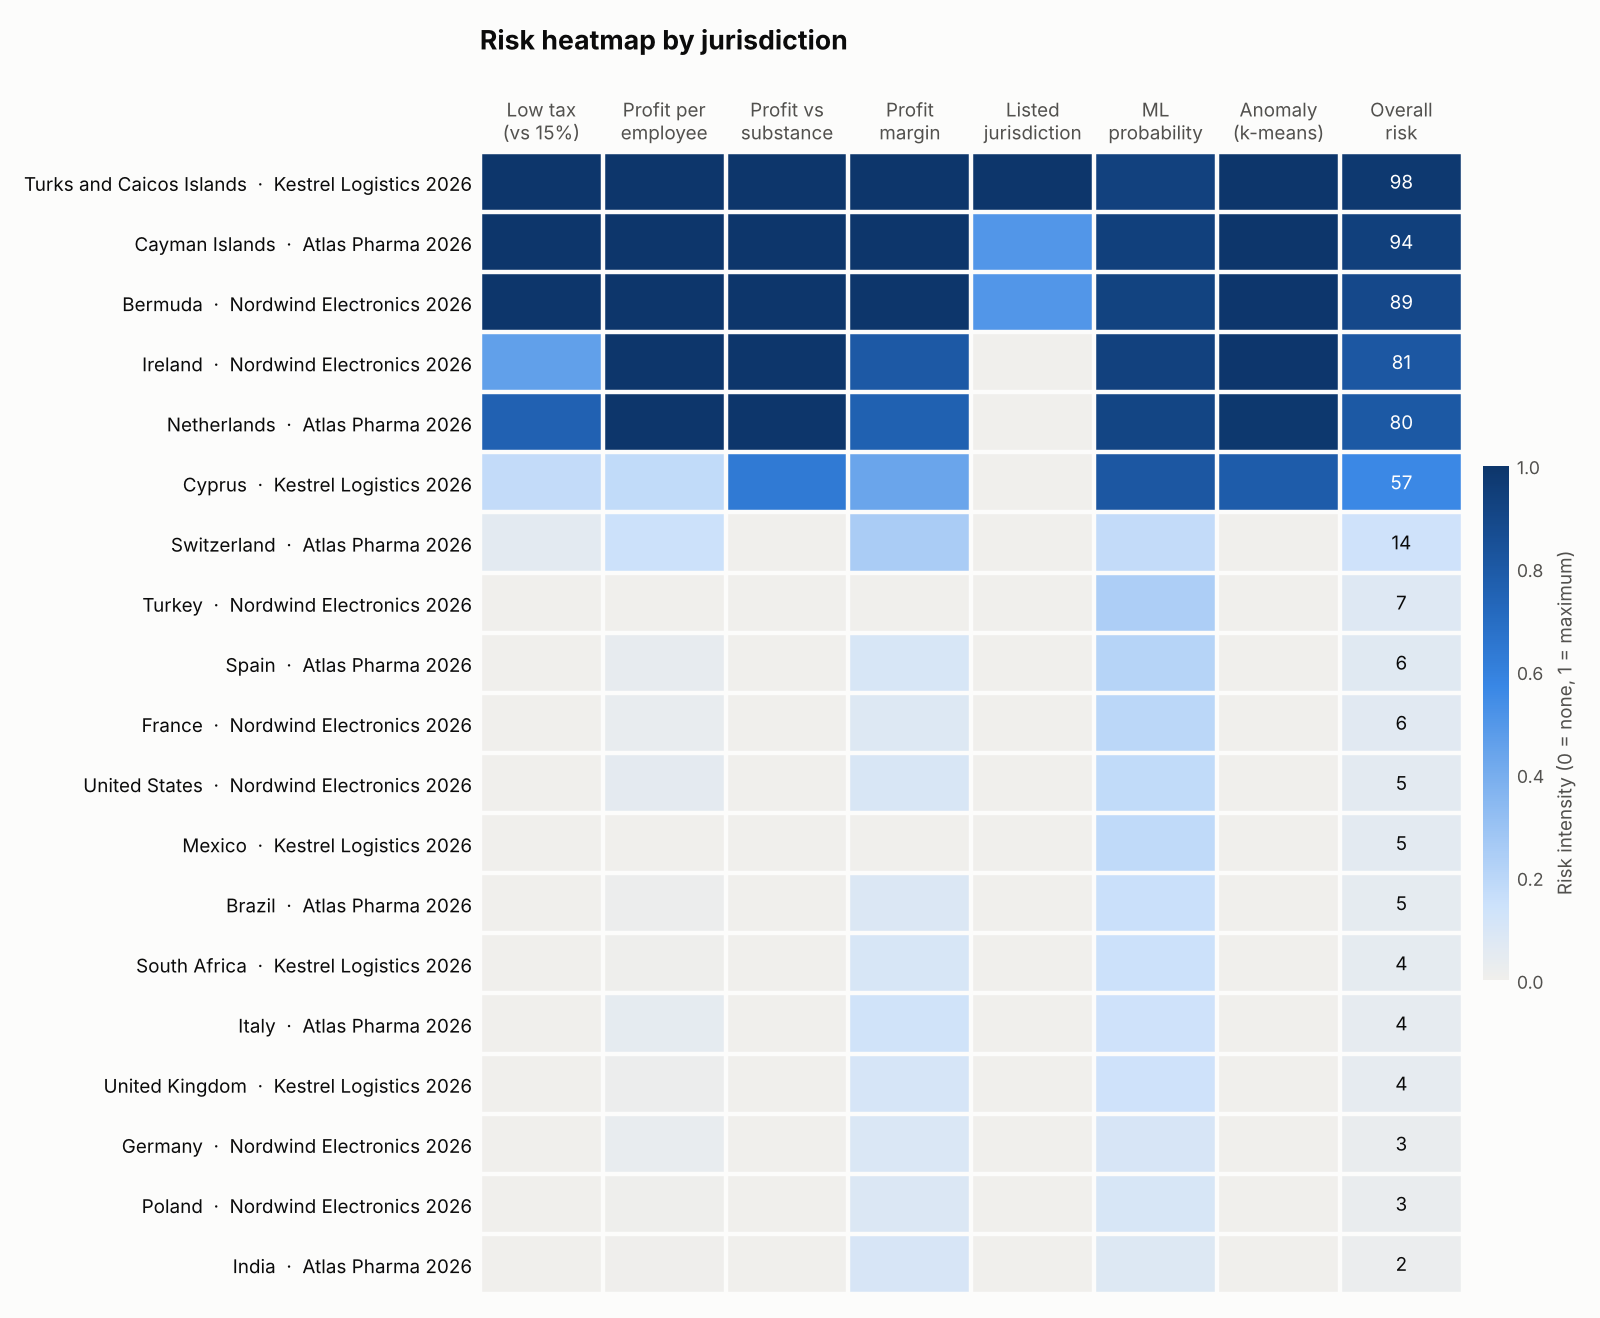 Risk heatmap by jurisdiction
Low tax
(vs 15%)
Profit per
employee
Profit vs
substance
Profit
margin
Listed
jurisdiction
ML
probability
Anomaly
(k-means)
Overall
risk
Turks and Caicos Islands · Kestrel Logistics 2026 98
Cayman Islands · Atlas Pharma 2026 94
Bermuda · Nordwind Electronics 2026 89
Ireland · Nordwind Electronics 2026 81
Netherlands · Atlas Pharma 2026 80
Cyprus · Kestrel Logistics 2026 57
Switzerland · Atlas Pharma 2026 14
Turkey · Nordwind Electronics 2026 7
Spain · Atlas Pharma 2026 6
France · Nordwind Electronics 2026 6
United States · Nordwind Electronics 2026 5
Mexico · Kestrel Logistics 2026 5
Brazil · Atlas Pharma 2026 5
South Africa · Kestrel Logistics 2026 4
Italy · Atlas Pharma 2026 4
United Kingdom · Kestrel Logistics 2026 4
Germany · Nordwind Electronics 2026 3
Poland · Nordwind Electronics 2026 3
India · Atlas Pharma 2026 2
1.0
0.8
0.6
0.4
0.2
0.0
Risk intensity (0 = none, 1 = maximum)